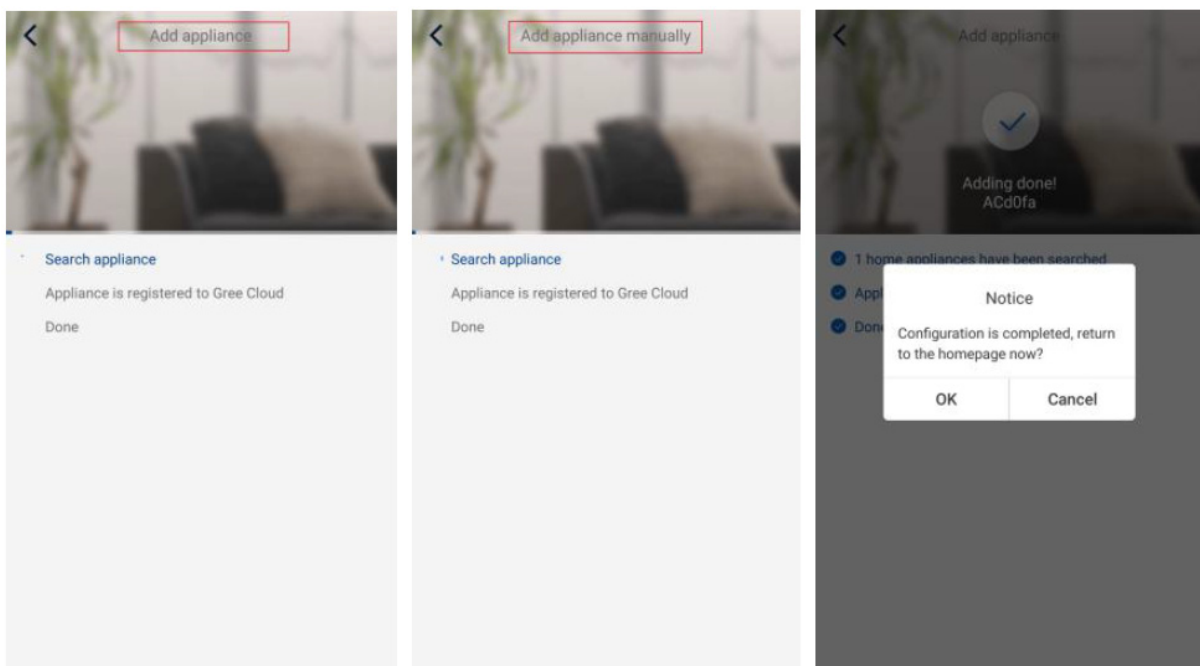 Add appliance
Search appliance
Appliance is registered to Gree Cloud
Done
Add appliance manually
Search appliance
Appliance is registered to Gree Cloud
Done
Add appliance
Adding done!
ACd0fa
1 home appliances have been searched
Appl
Done
Notice
Configuration is completed, return
to the homepage now?
OK
Cancel